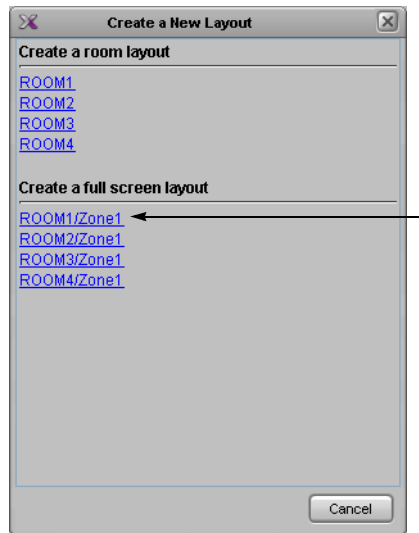 Create a New Layout
Create a room layout
ROOM1
ROOM2
ROOM3
ROOM4
Create a full screen layout
ROOM1/Zone1
ROOM2/Zone1
ROOM3/Zone1
ROOM4/Zone1
Cancel